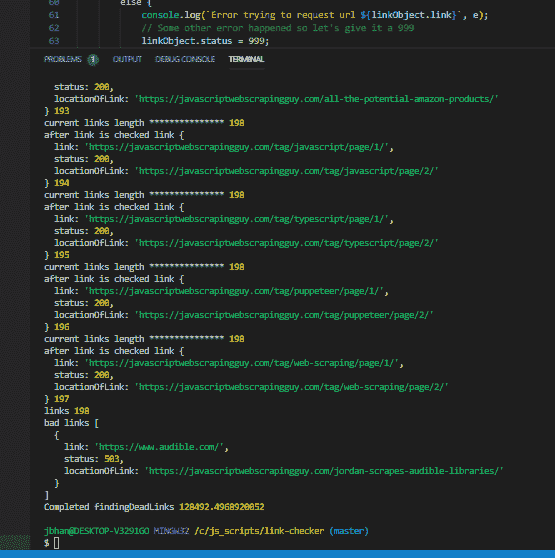 60 else {
61 console.log(`Error trying to request url ${linkObject.link}`, e);
62 // Some other error happened so let's give it a 999
63 linkObject.status = 999;
PROBLEMS 1 OUTPUT DEBUG CONSOLE TERMINAL
status: 200,
locationOfLink: 'https://javascriptwebscrapingguy.com/all-the-potential-amazon-products/'
} 193
current links length *************** 198
after link is checked link {
link: 'https://javascriptwebscrapingguy.com/tag/javascript/page/1/',
status: 200,
locationOfLink: 'https://javascriptwebscrapingguy.com/tag/javascript/page/2/'
} 194
current links length *************** 198
after link is checked link {
link: 'https://javascriptwebscrapingguy.com/tag/typescript/page/1/',
status: 200,
locationOfLink: 'https://javascriptwebscrapingguy.com/tag/typescript/page/2/'
} 195
current links length *************** 198
after link is checked link {
link: 'https://javascriptwebscrapingguy.com/tag/puppeteer/page/1/',
status: 200,
locationOfLink: 'https://javascriptwebscrapingguy.com/tag/puppeteer/page/2/'
} 196
current links length *************** 198
after link is checked link {
link: 'https://javascriptwebscrapingguy.com/tag/web-scraping/page/1/',
status: 200,
locationOfLink: 'https://javascriptwebscrapingguy.com/tag/web-scraping/page/2/'
} 197
links 198
bad links [
{
link: 'https://www.audible.com/',
status: 503,
locationOfLink: 'https://javascriptwebscrapingguy.com/jordan-scrapes-audible-libraries/'
}
]
Completed findingDeadLinks 128492.4968920052
jbhan@DESKTOP-V3291GO MINGW32 /c/js_scripts/link-checker (master)
$